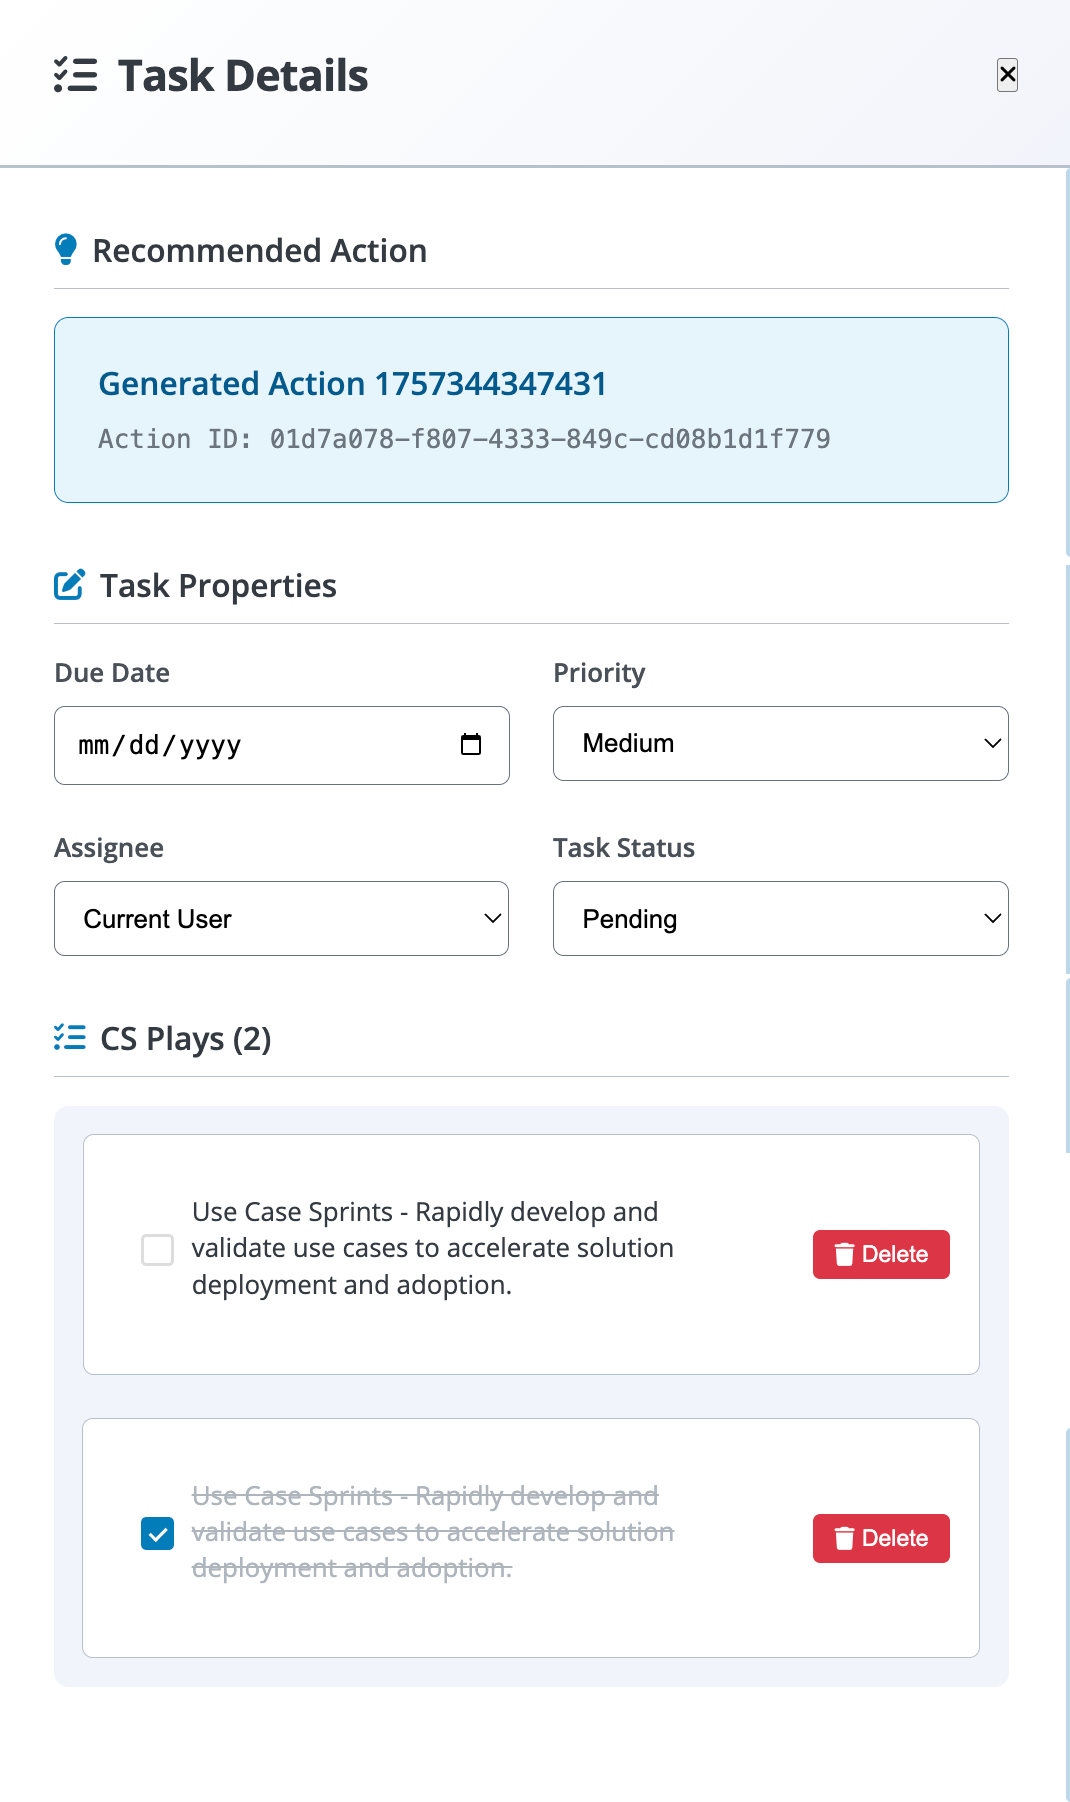 Task Details
Recommended Action
Generated Action 1757344347431
Action ID: 01d7a078-f807-4333-849c-cd08b1d1f779
Task Properties
Due Date
mm/dd/yyyy
Priority
Medium
Assignee
Current User
Task Status
Pending
CS Plays (2)
Use Case Sprints - Rapidly develop and
validate use cases to accelerate solution
deployment and adoption.
Delete
Use Case Sprints - Rapidly develop and
validate use cases to accelerate solution
deployment and adoption.
Delete